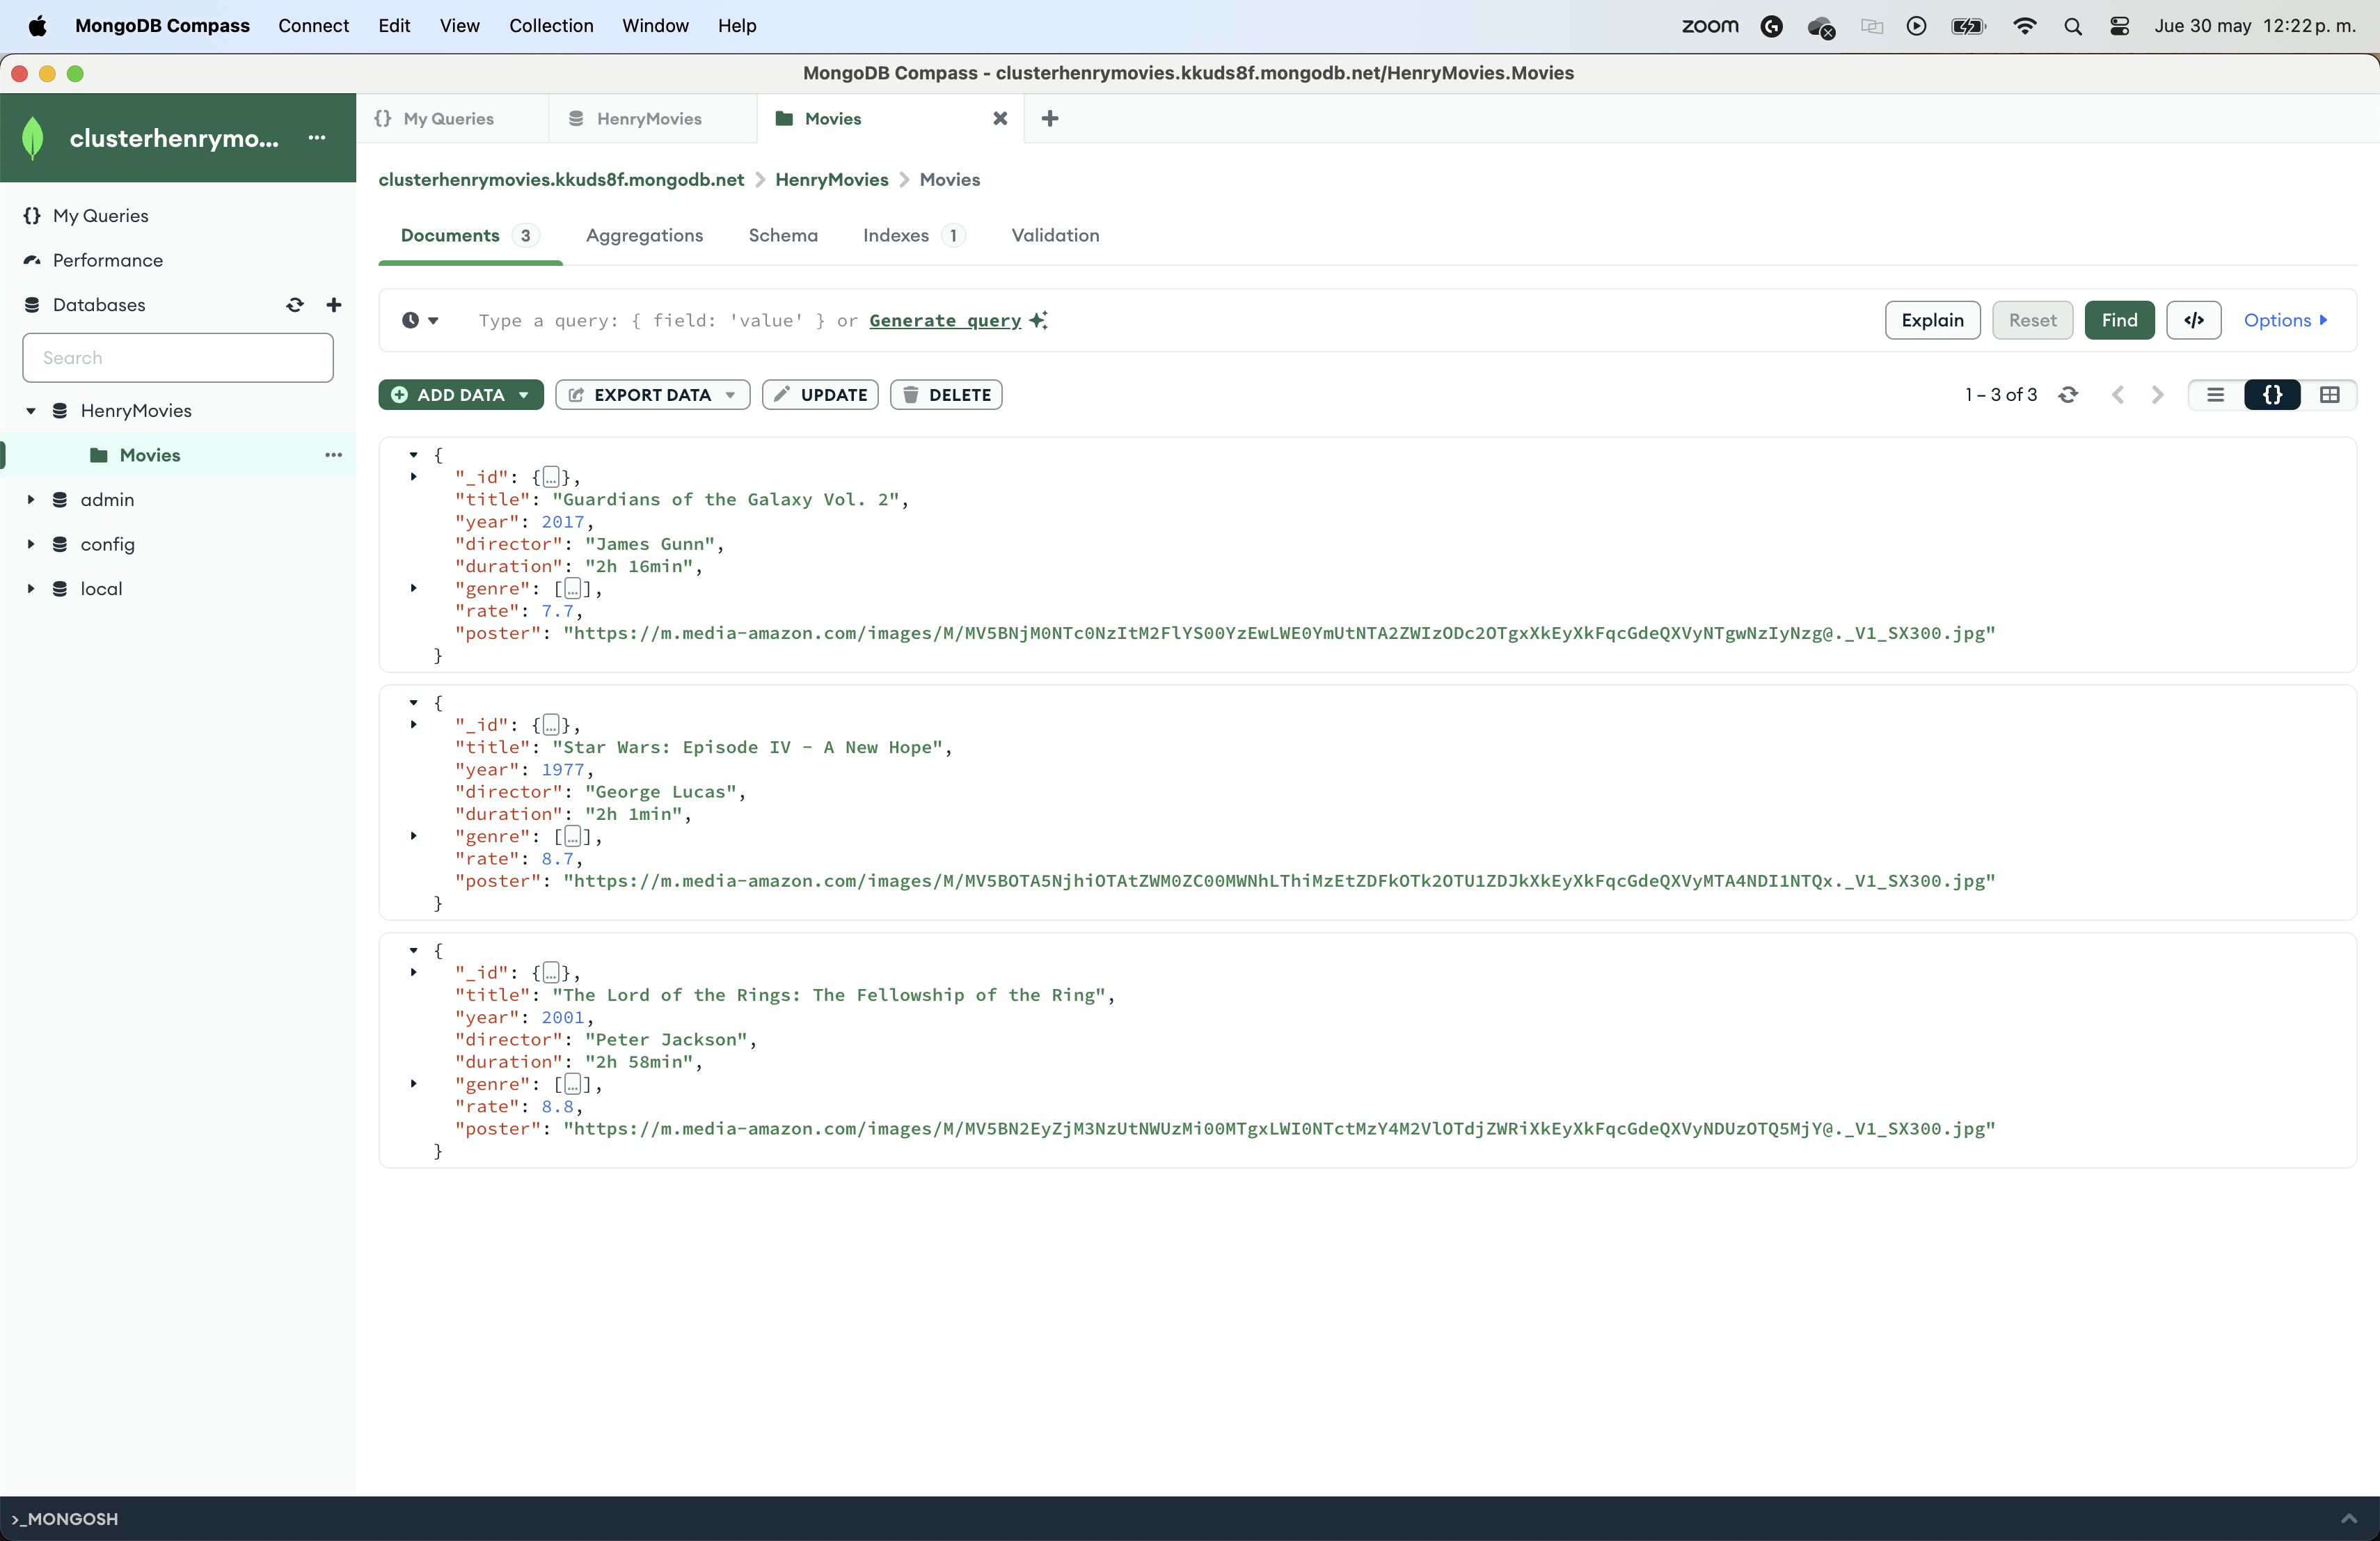 MongoDB Compass Connect Edit View Collection Window Help zoom Jue 30 may 12:22 p. m.
MongoDB Compass - clusterhenrymovies.kkuds8f.mongodb.net/HenryMovies.Movies
clusterhenrymo...
My Queries
Performance
Databases
Search
HenryMovies
Movies
admin
config
local
{} My Queries HenryMovies Movies
clusterhenrymovies.kkuds8f.mongodb.net > HenryMovies > Movies
Documents 3 Aggregations Schema Indexes 1 Validation
Type a query: { field: 'value' } or Generate query Explain Reset Find </> Options
ADD DATA EXPORT DATA UPDATE DELETE 1 – 3 of 3 {}
{
"_id": {…},
"title": "Guardians of the Galaxy Vol. 2",
"year": 2017,
"director": "James Gunn",
"duration": "2h 16min",
"genre": […],
"rate": 7.7,
"poster": "https://m.media-amazon.com/images/M/MV5BNjM0NTc0NzItM2FlYS00YzEwLWE0YmUtNTA2ZWIzODc2OTgxXkEyXkFqcGdeQXVyNTgwNzIyNzg@._V1_SX300.jpg"
}
{
"_id": {…},
"title": "Star Wars: Episode IV - A New Hope",
"year": 1977,
"director": "George Lucas",
"duration": "2h 1min",
"genre": […],
"rate": 8.7,
"poster": "https://m.media-amazon.com/images/M/MV5BOTA5NjhiOTAtZWM0ZC00MWNhLThiMzEtZDFkOTk2OTU1ZDJkXkEyXkFqcGdeQXVyMTA4NDI1NTQx._V1_SX300.jpg"
}
{
"_id": {…},
"title": "The Lord of the Rings: The Fellowship of the Ring",
"year": 2001,
"director": "Peter Jackson",
"duration": "2h 58min",
"genre": […],
"rate": 8.8,
"poster": "https://m.media-amazon.com/images/M/MV5BN2EyZjM3NzUtNWUzMi00MTgxLWI0NTctMzY4M2VlOTdjZWRiXkEyXkFqcGdeQXVyNDUzOTQ5MjY@._V1_SX300.jpg"
}
>_MONGOSH